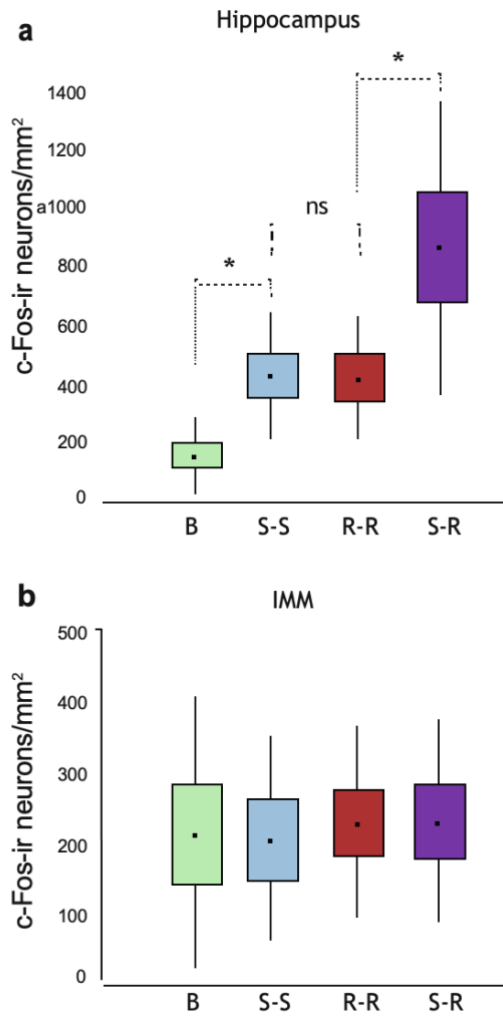 a
Hippocampus
c-Fos-ir neurons/mm²
1400
1200
a1000
800
600
400
200
0
*
ns
*
B S-S R-R S-R
b
IMM
c-Fos-ir neurons/mm²
500
400
300
200
100
0
B S-S R-R S-R